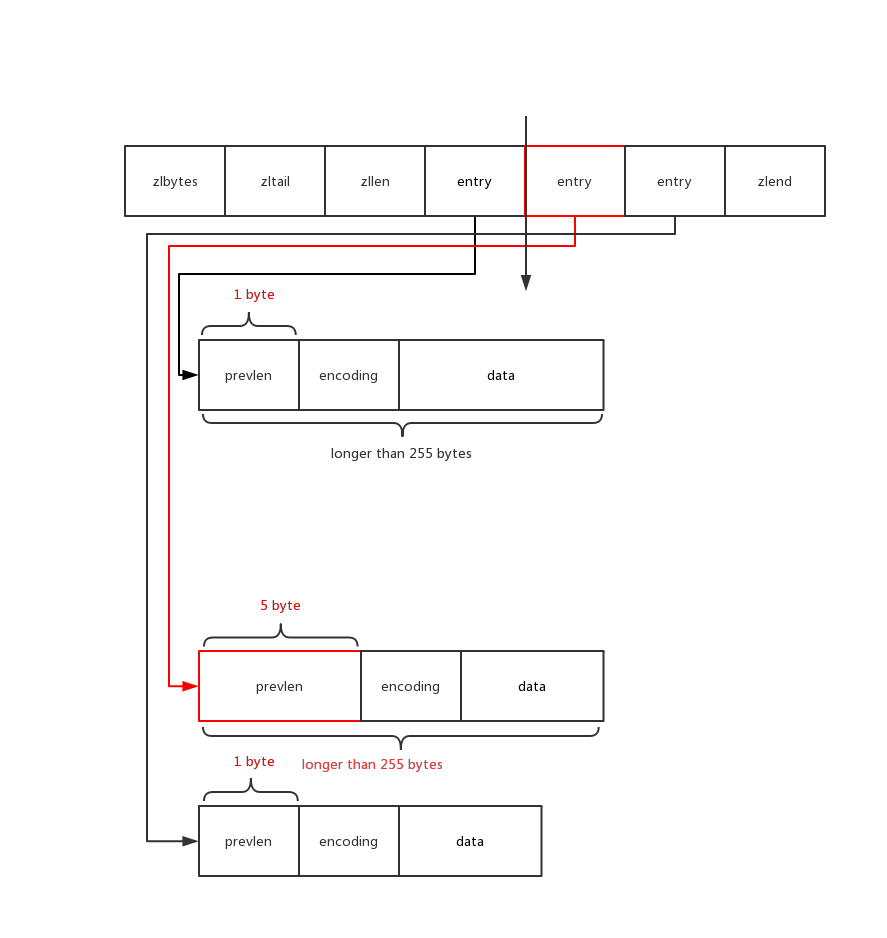 zlbytes zltail zllen entry entry entry zlend
1 byte
prevlen encoding data
longer than 255 bytes
5 byte
prevlen encoding data
1 byte longer than 255 bytes
prevlen encoding data